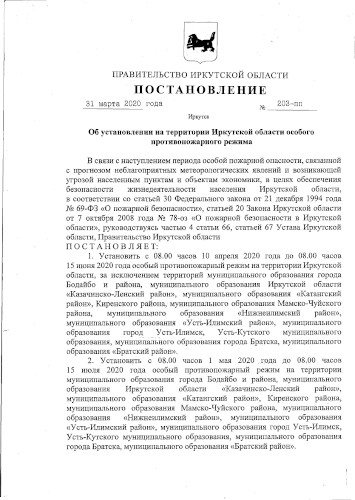 ПРАВИТЕЛЬСТВО ИРКУТСКОЙ ОБЛАСТИ
ПОСТАНОВЛЕНИЕ
31 марта 2020 года № 203-пп
Иркутск
Об установлении на территории Иркутской области особого
противопожарного режима
В связи с наступлением периода особой пожарной опасности, связанной
с прогнозом неблагоприятных метеорологических явлений и возникающей
угрозой населенным пунктам и объектам экономики, в целях обеспечения
безопасности жизнедеятельности населения Иркутской области,
в соответствии со статьей 30 Федерального закона от 21 декабря 1994 года
№ 69-ФЗ «О пожарной безопасности», статьей 20 Закона Иркутской области
от 7 октября 2008 года № 78-оз «О пожарной безопасности в Иркутской
области», руководствуясь частью 4 статьи 66, статьей 67 Устава Иркутской
области, Правительство Иркутской области
ПОСТАНОВЛЯЕТ:
1. Установить с 08.00 часов 10 апреля 2020 года до 08.00 часов
15 июня 2020 года особый противопожарный режим на территории Иркутской
области, за исключением территорий муниципального образования города
Бодайбо и района, муниципального образования Иркутской области
«Казачинско-Ленский район», муниципального образования «Катангский
район», Киренского района, муниципального образования Мамско-Чуйского
района, муниципального образования «Нижнеилимский район»,
муниципального образования «Усть-Илимский район», муниципального
образования город Усть-Илимск, Усть-Кутского муниципального
образования, муниципального образования города Братска, муниципального
образования «Братский район».
2. Установить с 08.00 часов 1 мая 2020 года до 08.00 часов
15 июля 2020 года особый противопожарный режим на территории
муниципального образования города Бодайбо и района, муниципального
образования Иркутской области «Казачинско-Ленский район»,
муниципального образования «Катангский район», Киренского района,
муниципального образования Мамско-Чуйского района, муниципального
образования «Нижнеилимский район», муниципального образования
«Усть-Илимский район», муниципального образования город Усть-Илимск,
Усть-Кутского муниципального образования, муниципального образования
города Братска, муниципального образования «Братский район».